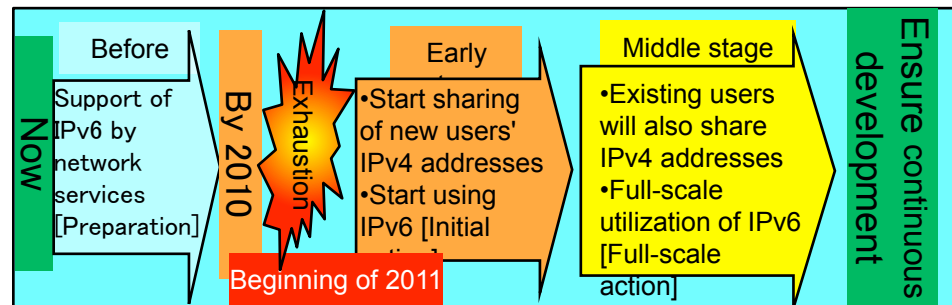 Now
Before
Support of
IPv6 by
network
services
[Preparation]
By 2010
Exhaustion
Beginning of 2011
Early
•Start sharing
of new users'
IPv4 addresses
•Start using
IPv6 [Initial
Middle stage
•Existing users
will also share
IPv4 addresses
•Full-scale
utilization of IPv6
[Full-scale
action]
Ensure continuous
development